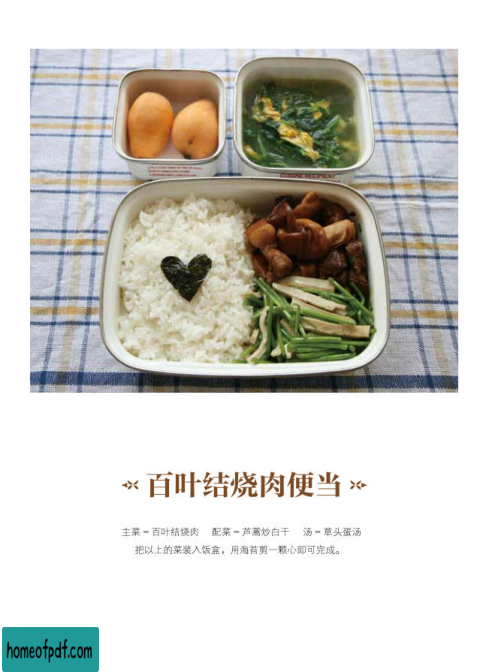 百叶结烧肉便当
主菜 = 百叶结烧肉 配菜 = 芦蒿炒白干 汤 = 草头蛋汤
把以上的菜装入饭盒，用海苔剪一颗心即可完成。
homeofpdf.com